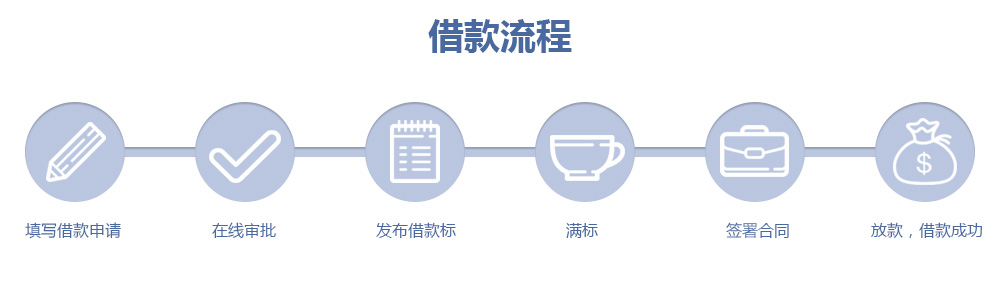 借款流程
$
填写借款申请
在线审批
发布借款标
满标
签署合同
放款，借款成功